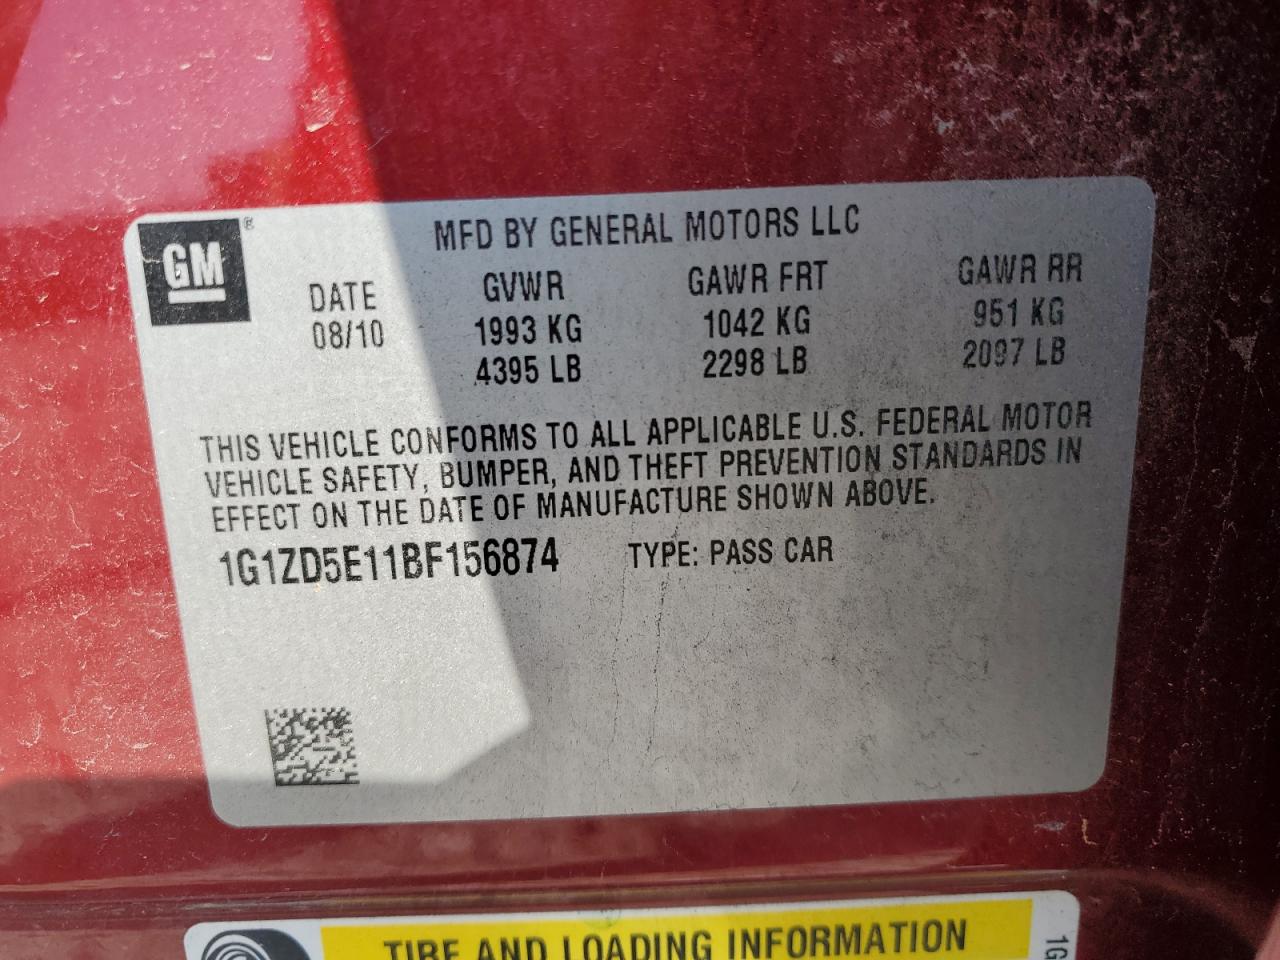 MFD BY GENERAL MOTORS LLC
GM®
DATE GVWR GAWR FRT GAWR RR
08/10 1993 KG 1042 KG 951 KG
4395 LB 2298 LB 2097 LB
THIS VEHICLE CONFORMS TO ALL APPLICABLE U.S. FEDERAL MOTOR
VEHICLE SAFETY, BUMPER, AND THEFT PREVENTION STANDARDS IN
EFFECT ON THE DATE OF MANUFACTURE SHOWN ABOVE.
1G1ZD5E11BF156874 TYPE: PASS CAR
TIRE AND LOADING INFORMATION
1G